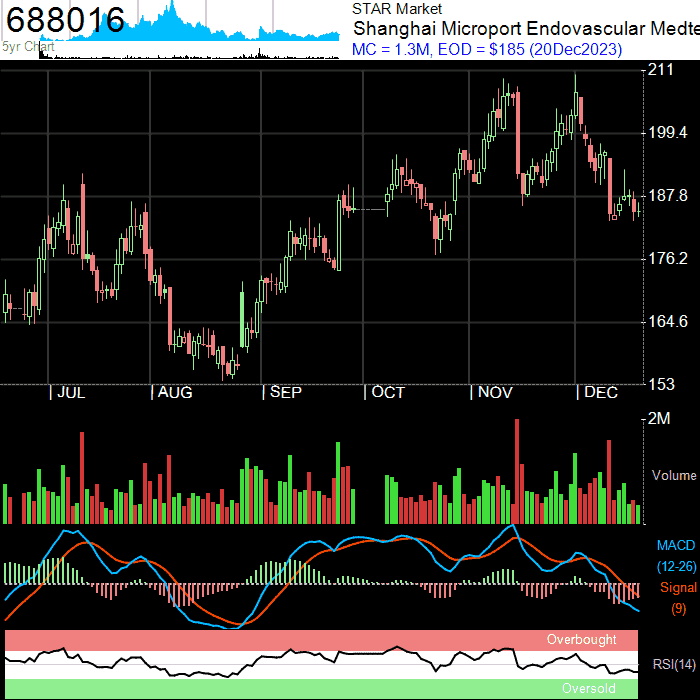 688016
5yr Chart
STAR Market
Shanghai Microport Endovascular Medte
MC = 1.3M, EOD = $185 (20Dec2023)
211
199.4
187.8
176.2
164.6
153
| JUL | AUG | SEP | OCT | NOV | DEC
2M
Volume
MACD
(12-26)
Signal
(9)
Overbought
RSI(14)
Oversold